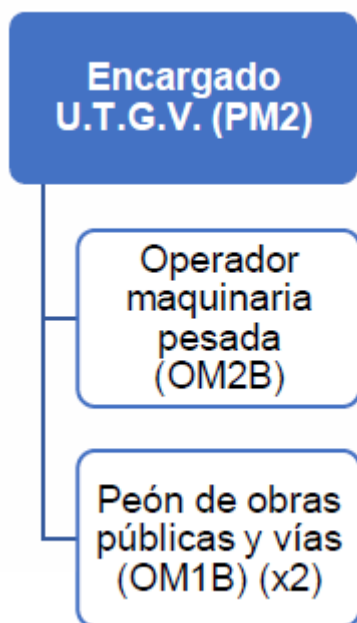 Encargado
U.T.G.V. (PM2)
Operador
maquinaria
pesada
(OM2B)
Peón de obras
públicas y vías
(OM1B) (x2)